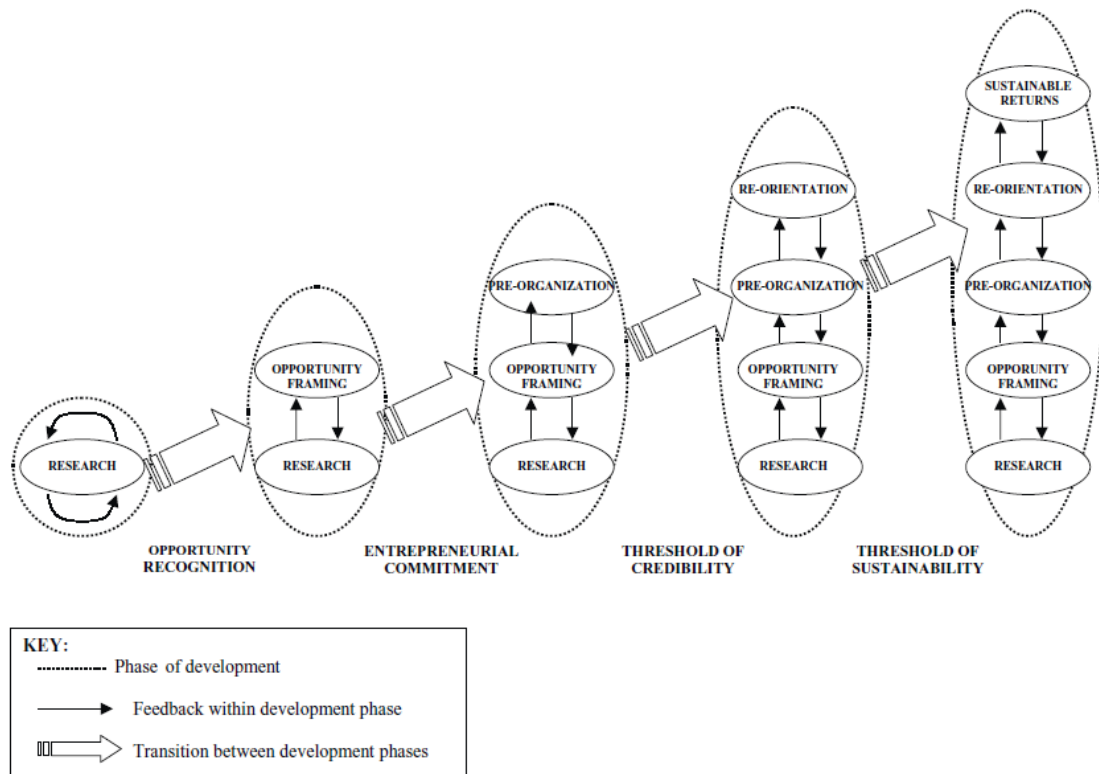 SUSTAINABLE
RETURNS
RE-ORIENTATION
RE-ORIENTATION
PRE-ORGANIZATION
PRE-ORGANIZATION
PRE-ORGANIZATION
OPPORTUNITY
FRAMING
OPPORTUNITY
FRAMING
OPPORTUNITY
FRAMING
OPPORUNITY
FRAMING
RESEARCH
RESEARCH
RESEARCH
RESEARCH
RESEARCH
OPPORTUNITY
RECOGNITION
ENTREPRENEURIAL
COMMITMENT
THRESHOLD OF
CREDIBILITY
THRESHOLD OF
SUSTAINABILITY
KEY:
Phase of development
Feedback within development phase
Transition between development phases